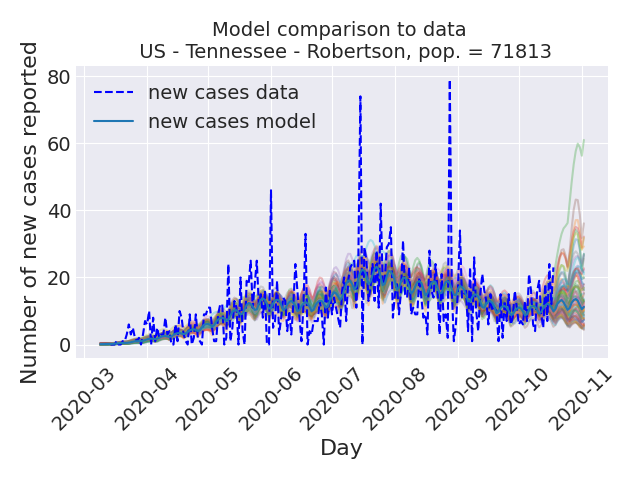 Model comparison to data
US - Tennessee - Robertson, pop. = 71813
Number of new cases reported
80
60
40
20
0
new cases data
new cases model
2020-03
2020-04
2020-05
2020-06
2020-07
2020-08
2020-09
2020-10
2020-11
Day